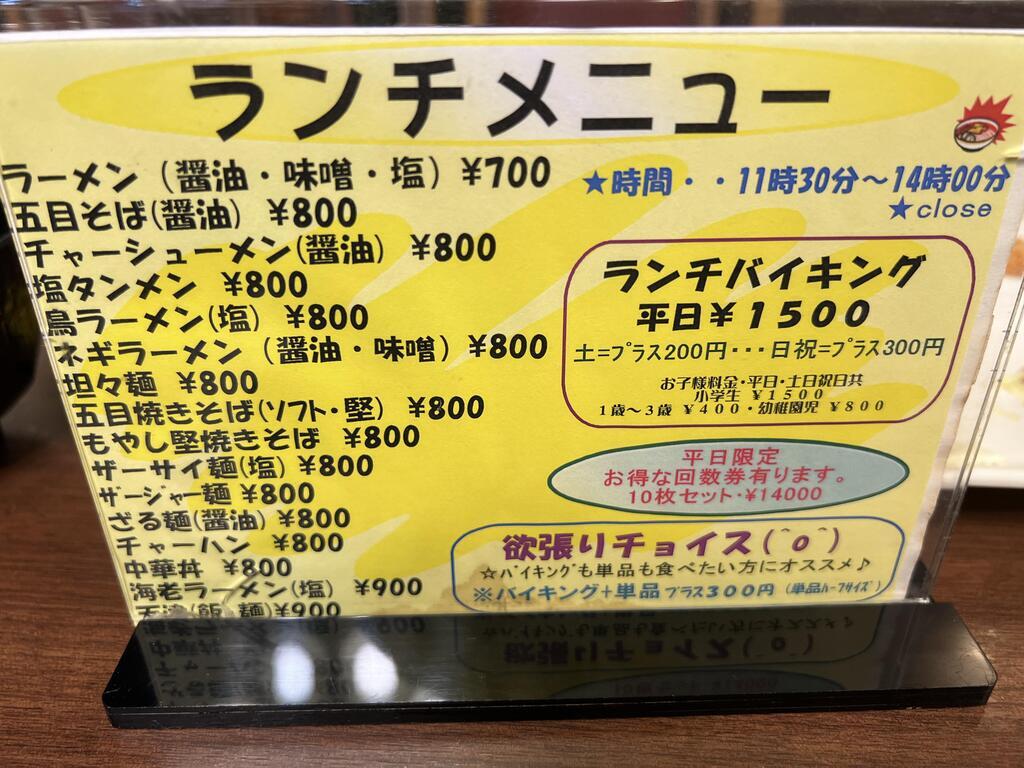 ランチメニュー
ラーメン（醤油・味噌・塩）¥700
五目そば(醤油) ¥800
チャーシューメン(醤油) ¥800
塩タンメン ¥800
鳥ラーメン(塩) ¥800
ネギラーメン（醤油・味噌）¥800
坦々麺 ¥800
五目焼きそば(ソフト・堅) ¥800
もやし堅焼きそば ¥800
ザーサイ麺(塩) ¥800
ザージャー麺 ¥800
ざる麺(醤油) ¥800
チャーハン ¥800
中華丼 ¥800
海老ラーメン(塩) ¥900
天津(飯・麺)¥900
★時間・・11時30分～14時00分
★close
ランチバイキング
平日¥１５００
土=プラス200円・・・日祝=プラス300円
お子様料金・平日・土日祝日共
小学生 ¥１５００
１歳～３歳 ¥４００・幼稚園児 ¥８００
平日限定
お得な回数券有ります。
10枚セット・¥14000
欲張りチョイス(＾o＾)
☆バイキングも単品も食べたい方にオススメ♪
※バイキング+単品プラス300円（単品ハーフサイズ）